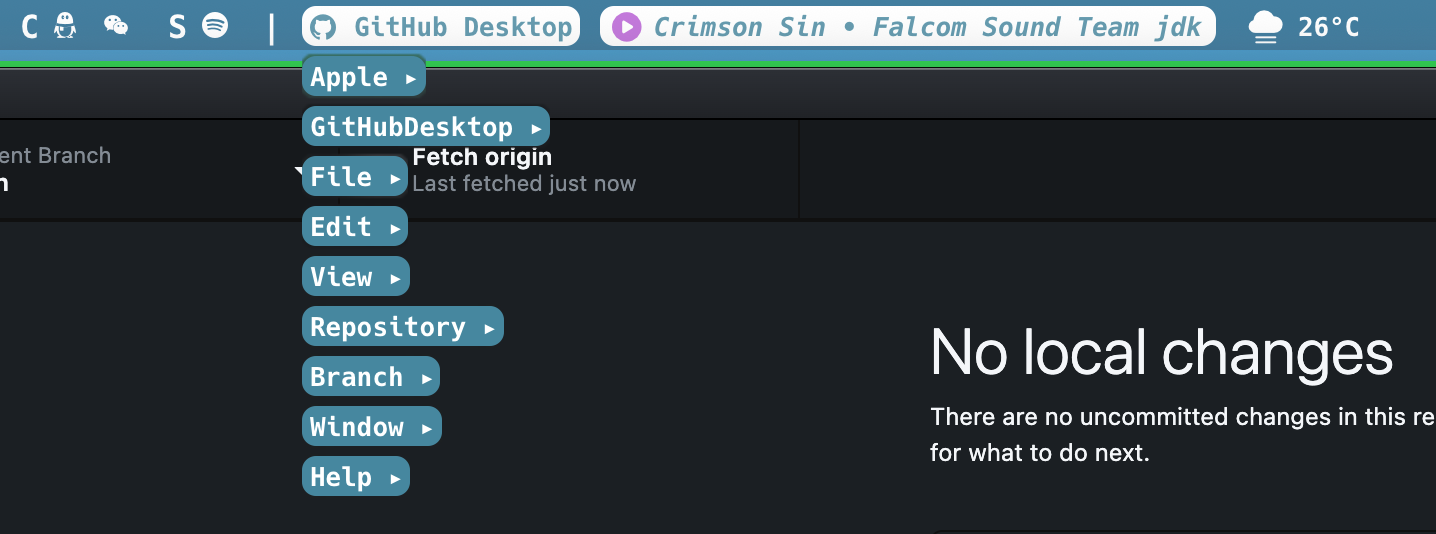 C S | GitHub Desktop Crimson Sin • Falcom Sound Team jdk 26°C
Apple ▸
GitHubDesktop ▸
ent Branch
Fetch origin
n
File ▸
Last fetched just now
Edit ▸
View ▸
Repository ▸
Branch ▸
Window ▸
Help ▸
No local changes
There are no uncommitted changes in this re
for what to do next.